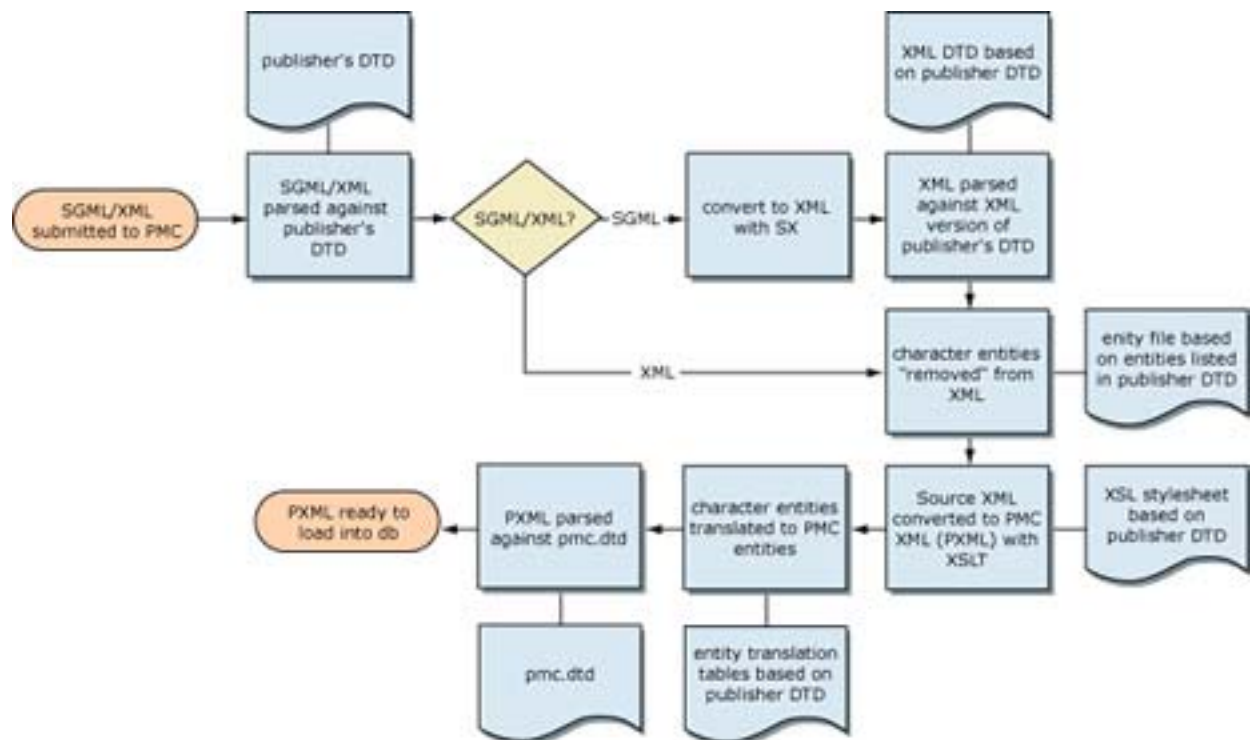 publisher's DTD
XML DTD based
on publisher DTD
SGML/XML
submitted to PMC
SGML/XML
parsed against
publisher's
DTD
SGML/XML?
SGML
convert to XML
with SX
XML parsed
against XML
version of
publisher's DTD
XML
character entities
"removed" from
XML
enity file based
on entities listed
in publisher DTD
PXML ready to
load into db
PXML parsed
against pmc.dtd
character entities
translated to PMC
entities
Source XML
converted to PMC
XML (PXML) with
XSLT
XSL stylesheet
based on
publisher DTD
pmc.dtd
entity translation
tables based on
publisher DTD